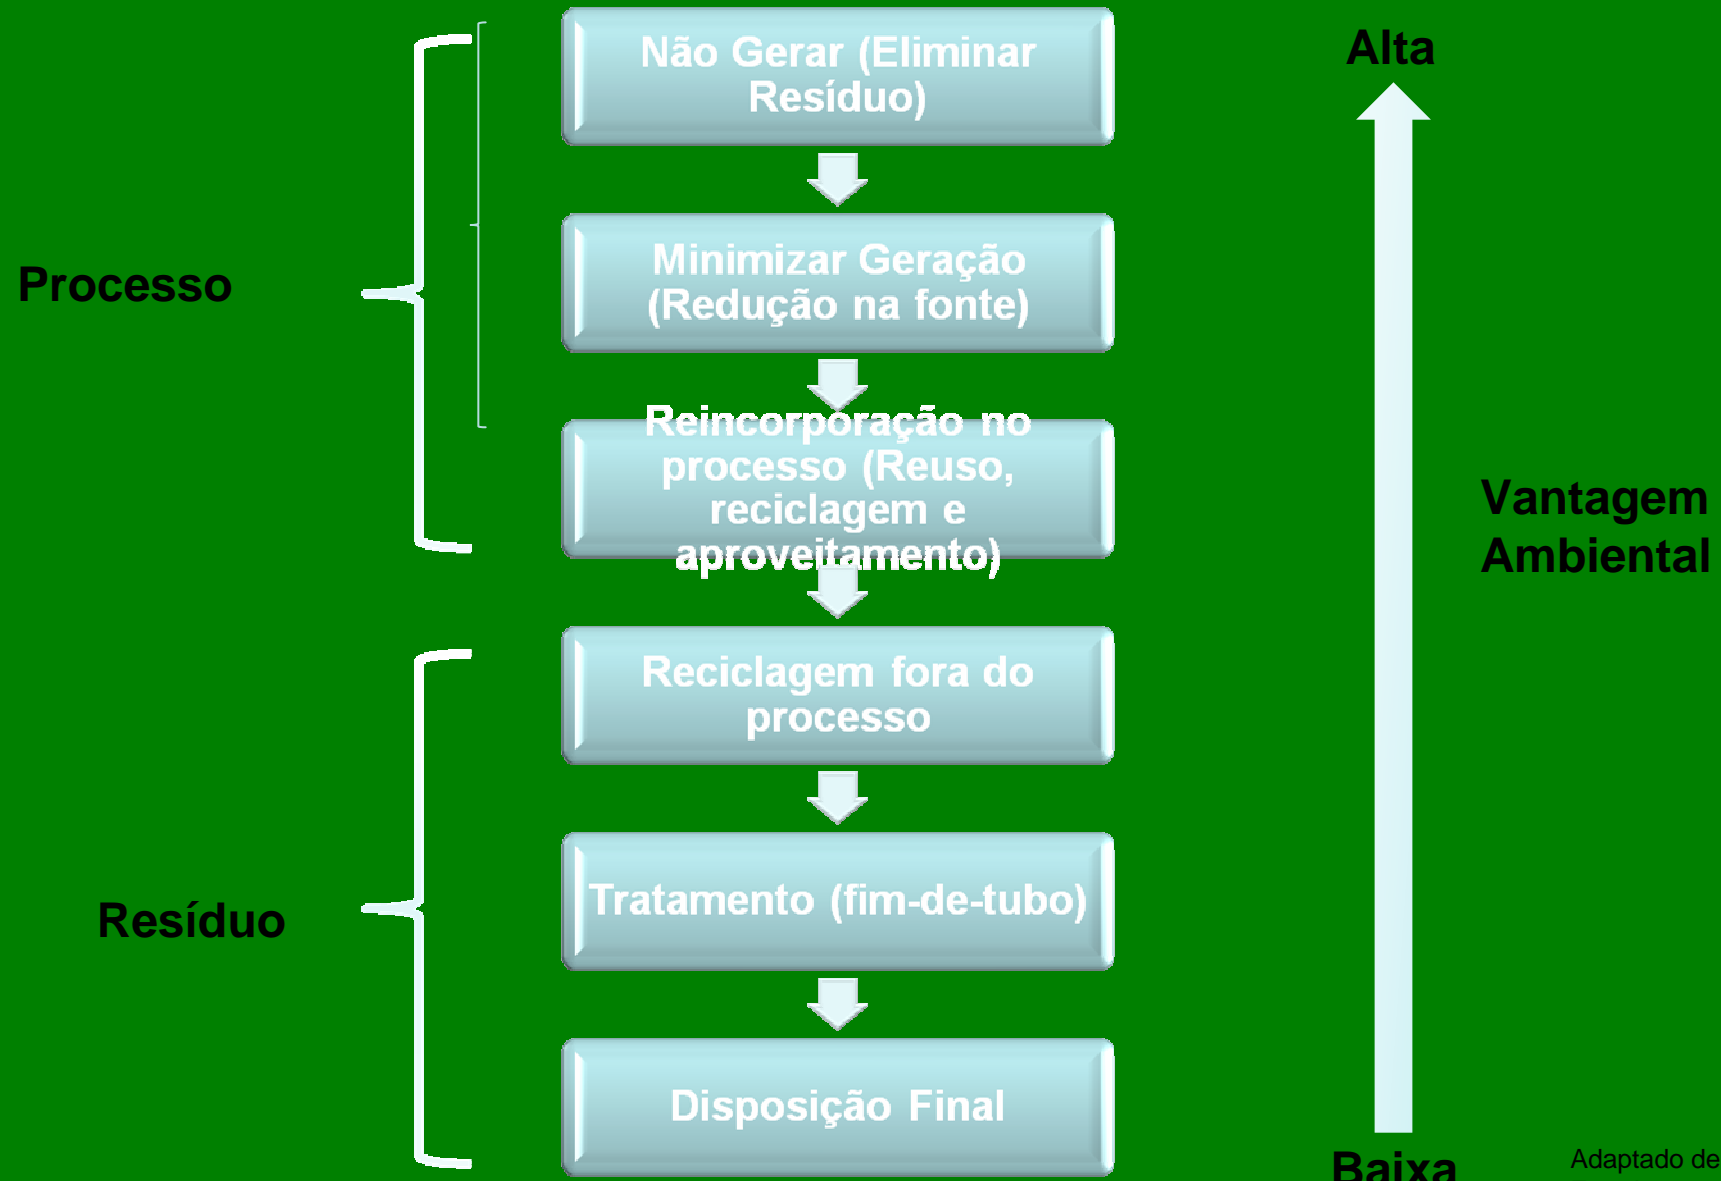 Alta
Não Gerar (Eliminar
Resíduo)
Processo
Minimizar Geração
(Redução na fonte)
Reincorporação no
processo (Reuso,
reciclagem e
aproveitamento)
Vantagem
Ambiental
Reciclagem fora do
processo
Resíduo
Tratamento (fim-de-tubo)
Disposição Final
Baixa
Adaptado de